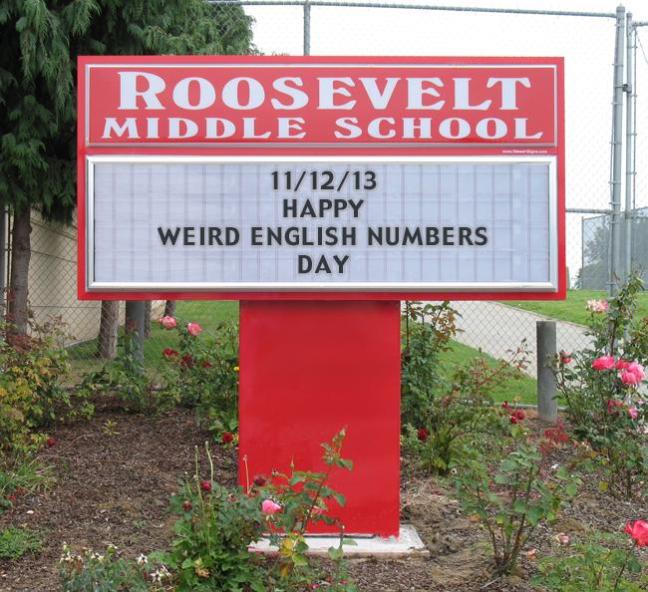 ROOSEVELT
MIDDLE SCHOOL
11/12/13
HAPPY
WEIRD ENGLISH NUMBERS
DAY